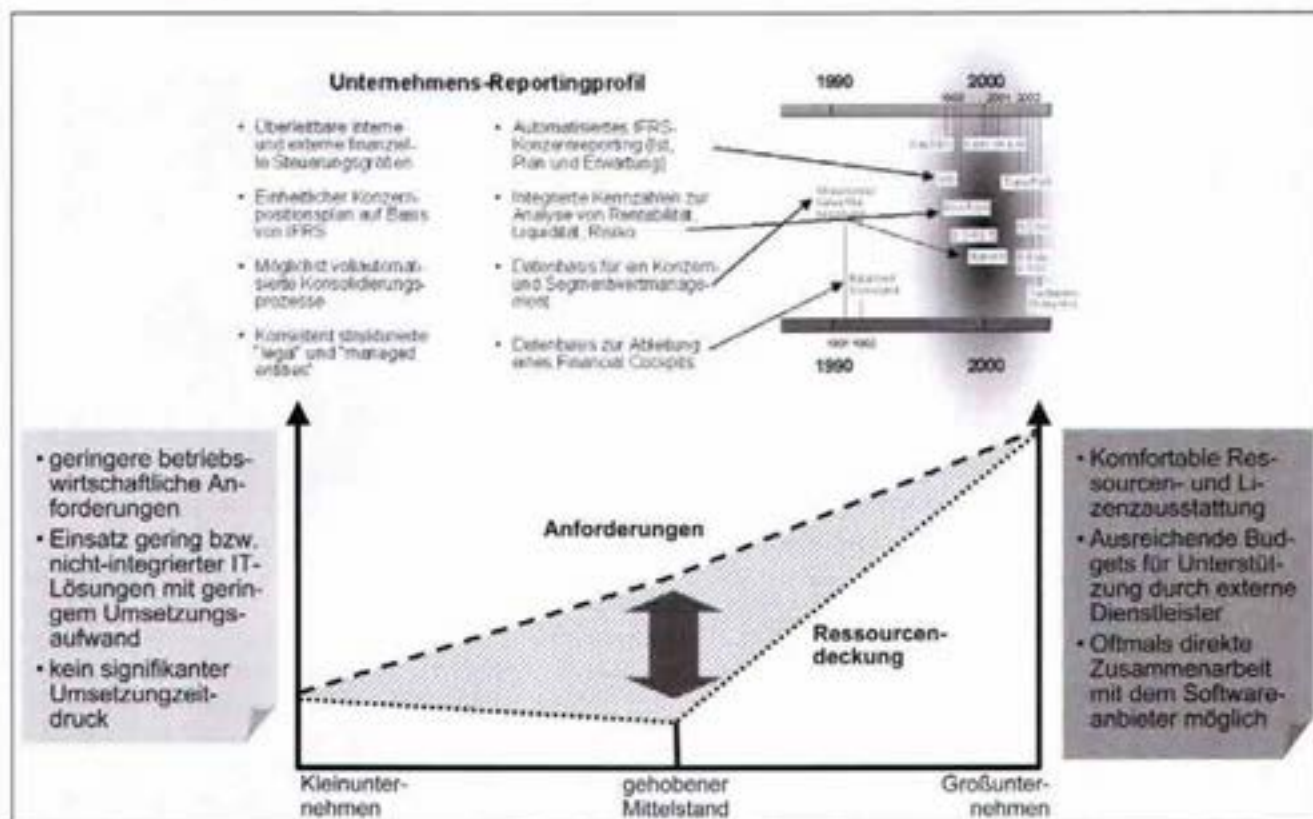 Unternehmens-Reportingprofil
• Überleitbare interne
und externe finanziel-
le Steuerungsgrößen
• Einheitlicher Konzern-
positionsplan auf Basis
von IFRS
• Möglichst vollautomati-
sierte Konsolidierungs-
prozesse
• Konsistent strukturierte
"legal" und "managed
entities"
• Automatisiertes IFRS-
Konzernreporting (Ist,
Plan und Erwartung)
• Integrierte Kennzahlen zur
Analyse von Rentabilität,
Liquidität, Risiko
• Datenbasis für ein Konzern-
und Segmentwertmanage-
ment
• Datenbasis zur Ableitung
eines Financial Cockpits
1990
2000
Balanced
Scorecard
1990
2000
• geringere betriebs-
wirtschaftliche An-
forderungen
• Einsatz gering bzw.
nicht-integrierter IT-
Lösungen mit gerin-
gem Umsetzungs-
aufwand
• kein signifikanter
Umsetzungzeit-
druck
Anforderungen
Ressourcen-
deckung
• Komfortable Res-
sourcen- und Li-
zenzausstattung
• Ausreichende Bud-
gets für Unterstüt-
zung durch externe
Dienstleister
• Oftmals direkte
Zusammenarbeit
mit dem Software-
anbieter möglich
Kleinunter-
nehmen
gehobener
Mittelstand
Großunter-
nehmen